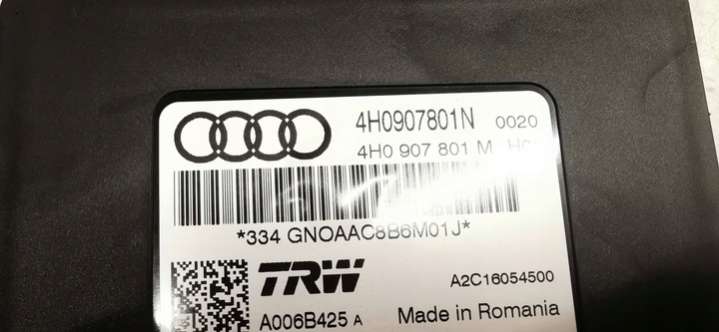 4H0907801N 0020
4H0 907 801 M
*334 GNOAAC8B6M01J*
TRW
A2C16054500
A006B425 A
Made in Romania